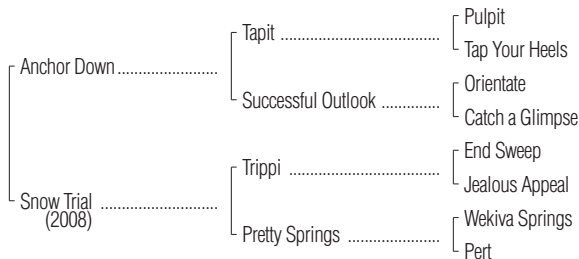 Pulpit
Tapit
Tap Your Heels
Anchor Down
Orientate
Successful Outlook
Catch a Glimpse
End Sweep
Trippi
Jealous Appeal
Snow Trial
(2008)
Wekiva Springs
Pretty Springs
Pert